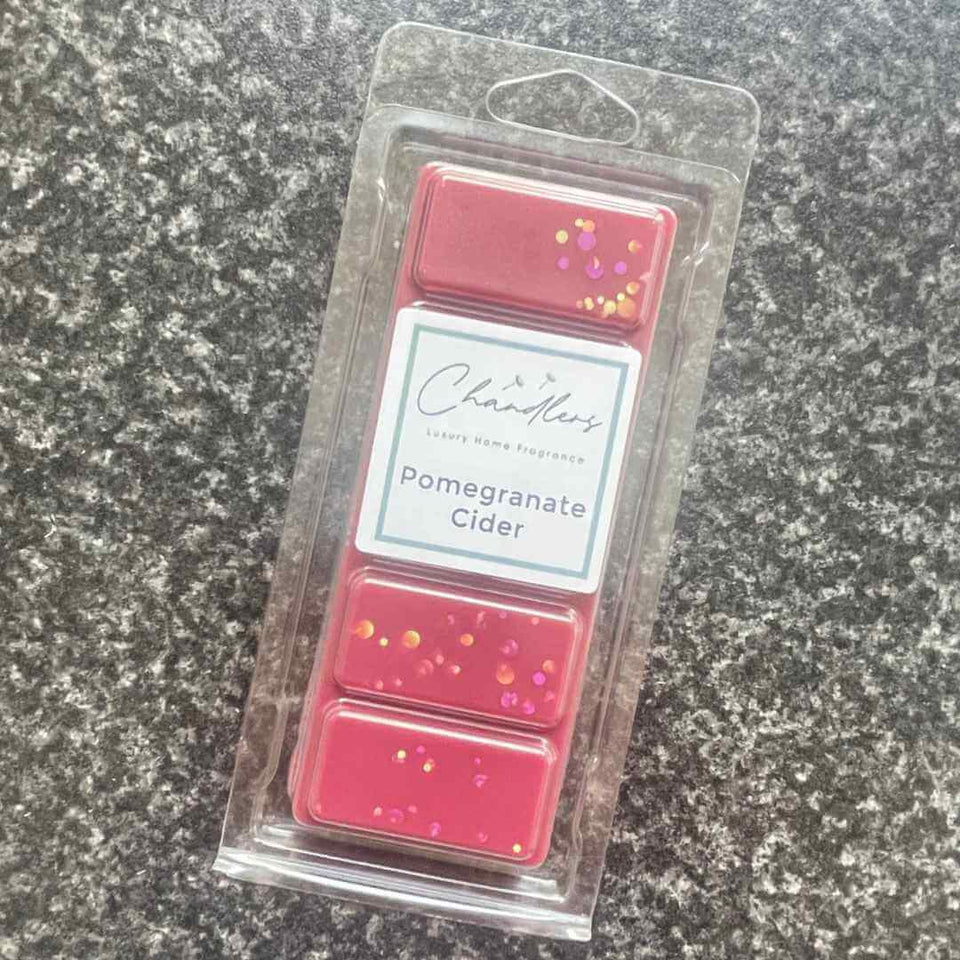 Chandlers
Luxury Home Fragrance
Pomegranate
Cider